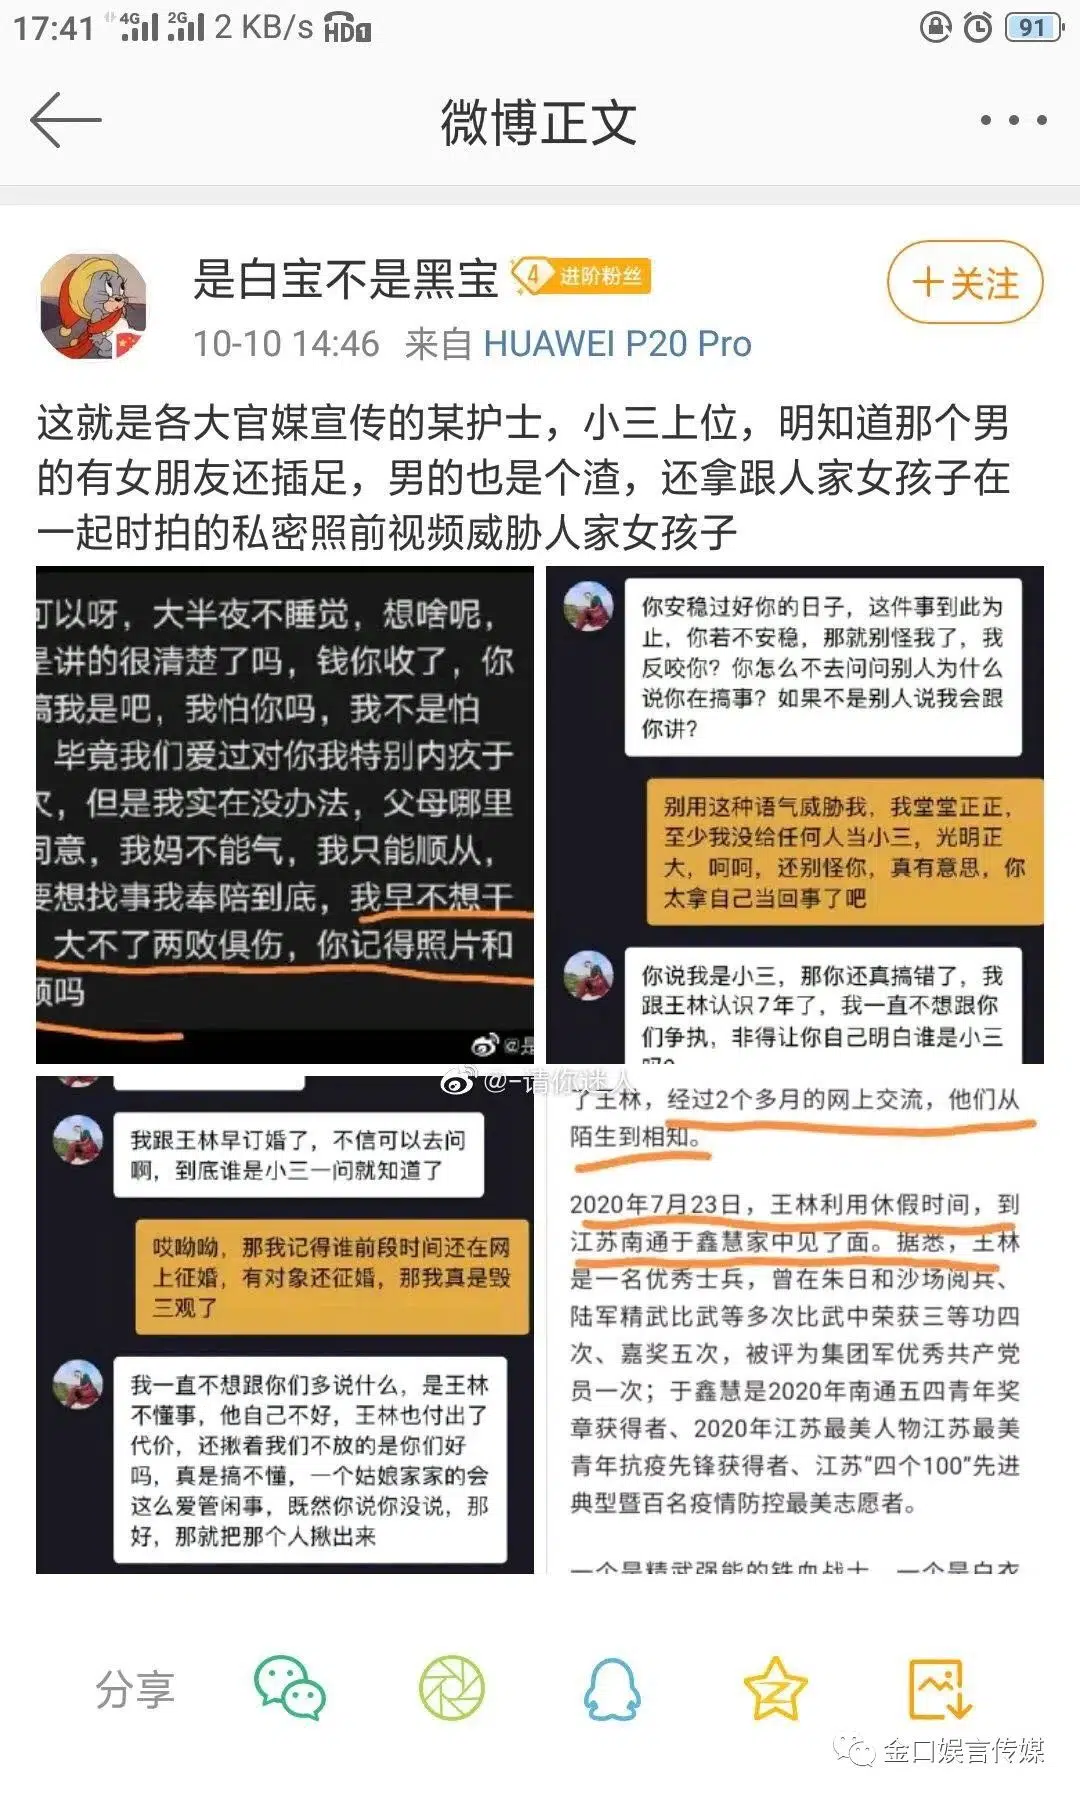 17:41 4G 2G 2 KB/s HD1 91
微博正文
是白宝不是黑宝 4 进阶粉丝
＋关注
10-10 14:46 来自 HUAWEI P20 Pro
这就是各大官媒宣传的某护士，小三上位，明知道那个男
的有女朋友还插足，男的也是个渣，还拿跟人家女孩子在
一起时拍的私密照前视频威胁人家女孩子
可以呀，大半夜不睡觉，想啥呢，
是讲的很清楚了吗，钱你收了，你
搞我是吧，我怕你吗，我不是怕
毕竟我们爱过对你我特别内疚于
欠，但是我实在没办法，父母哪里
同意，我妈不能气，我只能顺从，
要想找事我奉陪到底，我早不想干
大不了两败俱伤，你记得照片和
频吗
@是
你安稳过好你的日子，这件事到此为
止，你若不安稳，那就别怪我了，我
反咬你？你怎么不去问问别人为什么
说你在搞事？如果不是别人说我会跟
你讲？
别用这种语气威胁我，我堂堂正正，
至少我没给任何人当小三，光明正
大，呵呵，还别怪你，真有意思，你
太拿自己当回事了吧
你说我是小三，那你还真搞错了，我
跟王林认识7年了，我一直不想跟你
们争执，非得让你自己明白谁是小三
吗？
@-请你迷人
我跟王林早订婚了，不信可以去问
啊，到底谁是小三一问就知道了
哎呦呦，那我记得谁前段时间还在网
上征婚，有对象还征婚，那我真是毁
三观了
我一直不想跟你们多说什么，是王林
不懂事，他自己不好，王林也付出了
代价，还揪着我们不放的是你们好
吗，真是搞不懂，一个姑娘家家的会
这么爱管闲事，既然你说你没说，那
好，那就把那个人揪出来
了王林，经过2个多月的网上交流，他们从
陌生到相知。
2020年7月23日，王林利用休假时间，到
江苏南通于鑫慧家中见了面。据悉，王林
是一名优秀士兵，曾在朱日和沙场阅兵、
陆军精武比武等多次比武中荣获三等功四
次、嘉奖五次，被评为集团军优秀共产党
员一次；于鑫慧是2020年南通五四青年奖
章获得者、2020年江苏最美人物江苏最美
青年抗疫先锋获得者、江苏“四个100”先进
典型暨百名疫情防控最美志愿者。
一个是精武强能的铁血战士，一个是白衣
分享
金口娱言传媒